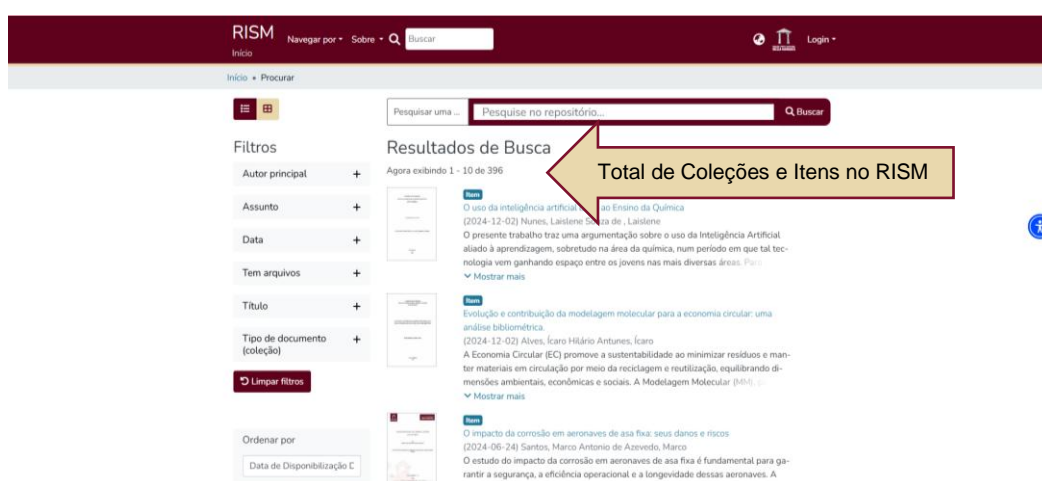 RISM
Navegar por
Sobre
Buscar
Login
Início
Início • Procurar
Pesquisar uma ...
Pesquise no repositório...
Buscar
Filtros
Autor principal +
Assunto +
Data +
Tem arquivos +
Título +
Tipo de documento +
(coleção)
Limpar filtros
Ordenar por
Data de Disponibilização D
Resultados de Busca
Agora exibindo 1 - 10 de 396
Total de Coleções e Itens no RISM
Item
O uso da inteligência artificial ao Ensino da Química
(2024-12-02) Nunes, Laislene Souza de , Laislene
O presente trabalho traz uma argumentação sobre o uso da Inteligência Artificial
aliado à aprendizagem, sobretudo na área da química, num período em que tal tec-
nologia vem ganhando espaço entre os jovens nas mais diversas áreas.
Mostrar mais
Item
Evolução e contribuição da modelagem molecular para a economia circular: uma
análise bibliométrica.
(2024-12-02) Alves, Ícaro Hilário Antunes, Ícaro
A Economia Circular (EC) promove a sustentabilidade ao minimizar resíduos e man-
ter materiais em circulação por meio da reciclagem e reutilização, equilibrando di-
mensões ambientais, econômicas e sociais. A Modelagem Molecular (MM),
Mostrar mais
Item
O impacto da corrosão em aeronaves de asa fixa: seus danos e riscos
(2024-06-24) Santos, Marco Antonio de Azevedo, Marco
O estudo do impacto da corrosão em aeronaves de asa fixa é fundamental para ga-
rantir a segurança, a eficiência operacional e a longevidade dessas aeronaves. A